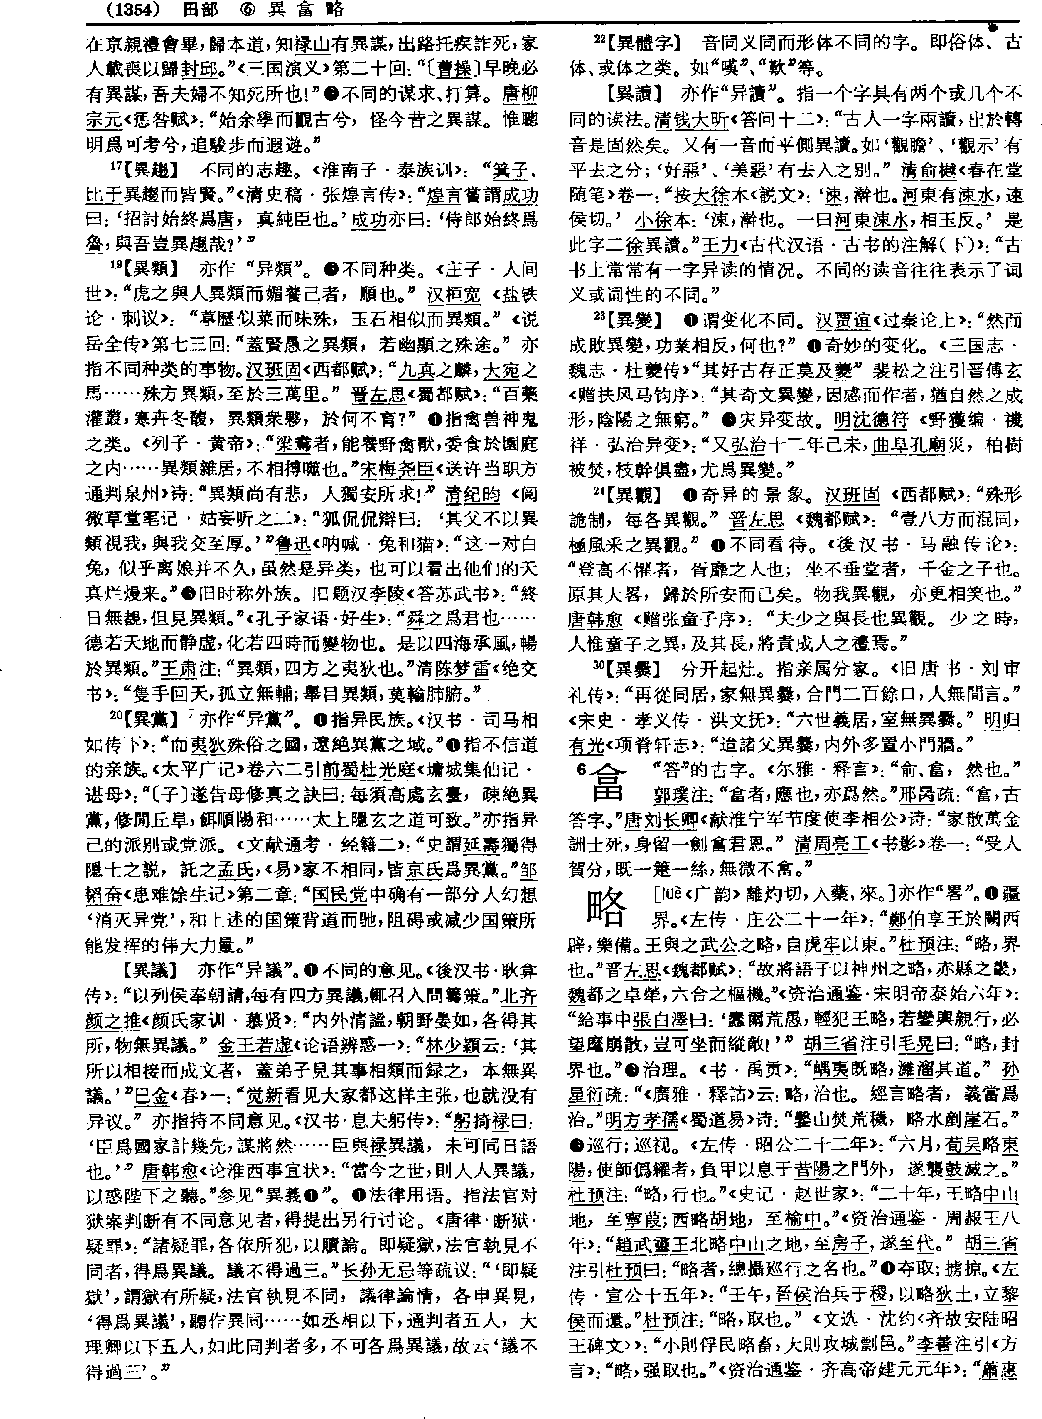 (1354) 田部 ⑥ 異畣略
在京親禮會畢,歸本道,知禄山有異謀,出路托疾詐死,家
人載喪以歸封邱。”《三国演义》第二十回:“〔曹操〕早晚必
有異謀,吾夫婦不知死所也!”❷不同的谋求、打算。唐柳
宗元《惩咎赋》:“始余學而觀古兮,怪今昔之異謀。惟聰
明爲可考兮,追駿步而遐遊。”
17【異趣】 不同的志趣。《淮南子·泰族训》:“箕子、
比于異趣而皆賢。”《清史稿·张煌言传》:“煌言嘗謂成功
曰:‘招討始終爲唐,真純臣也。’成功亦曰:‘侍郎始終爲
魯,與吾豈異趣哉?’”
19【異類】 亦作“异類”。❶不同种类。《庄子·人间
世》:“虎之與人異類而媚養己者,順也。”汉桓宽《盐铁
论·刺议》:“葶歷似菜而味殊,玉石相似而異類。”《说
岳全传》第七三回:“蓋賢愚之異類,若幽顯之殊途。”亦
指不同种类的事物。汉班固《西都赋》:“九真之麟,大宛之
馬……殊方異類,至於三萬里。”晋左思《蜀都赋》:“百藥
灌叢,寒卉冬馥,異類衆夥,於何不育?”❷指禽兽神鬼
之类。《列子·黄帝》:“梁鴦者,能養野禽獸,委食於園庭
之内……異類雜居,不相搏噬也。”宋梅尧臣《送许当职方
通判泉州》诗:“異類尚有悲,人獨安所求!”清纪昀《阅
微草堂笔记·姑妄听之二》:“狐侃侃辯曰:‘其父不以異
類視我,與我交至厚。’”鲁迅《呐喊·兔和猫》:“这一对白
兔,似乎离娘并不久,虽然是异类,也可以看出他们的天
真烂熳来。”❸旧时称外族。旧题汉李陵《答苏武书》:“終
日無覩,但見異類。”《孔子家语·好生》:“舜之爲君也……
德若天地而静虚,化若四時而變物也。是以四海承風,暢
於異類。”王肃注:“異類,四方之夷狄也。”清陈梦雷《绝交
书》:“隻手回天,孤立無輔;舉目異類,莫輸肺腑。”
20【異黨】 亦作“异黨”。❶指异民族。《汉书·司马相
如传下》:“而夷狄殊俗之國,遼絶異黨之域。”❷指不信道
的亲族。《太平广记》卷六二引前蜀杜光庭《墉城集仙记·
谌母》:“〔子〕遂告母修真之訣曰:每須高處玄臺,疎絶異
黨,修閒丘阜,餌順陽和……太上隱玄之道可致。”亦指异
己的派别或党派。《文献通考·经籍二》:“史謂延壽獨得
隱士之説,託之孟氏,《易》家不相同,皆京氏爲異黨。”邹
韬奋《患难馀生记》第二章:“国民党中确有一部分人幻想
‘消灭异党’,和上述的国策背道而驰,阻碍或减少国策所
能发挥的伟大力量。”
【異議】 亦作“异议”。❶不同的意见。《後汉书·耿弇
传》:“以列侯奉朝請,每有四方異議,輒召入問籌策。”北齐
颜之推《颜氏家训·慕贤》:“内外清謐,朝野晏如,各得其
所,物無異議。”金王若虚《论语辨惑一》:“林少穎云:‘其
所以相接而成文者,蓋弟子見其事相類而録之,本無異
議。’”巴金《春》一:“觉新看见大家都这样主张,也就没有
异议。”亦指持不同意见。《汉书·息夫躬传》:“躬掎禄曰:
‘臣爲國家計幾先,謀將然……臣與禄異議,未可同日語
也。’”唐韩愈《论淮西事宜状》:“當今之世,則人人異議,
以惑陛下之聽。”参见“異義❶”。❷法律用语。指法官对
狱案判断有不同意见者,得提出另行讨论。《唐律·断狱·
疑罪》:“諸疑罪,各依所犯,以贖論。即疑獄,法官執見不
同者,得爲異議。議不得過三。”长孙无忌等疏议:“‘即疑
獄’,謂獄有所疑,法官執見不同,議律論情,各申異見,
‘得爲異議’,聽作異同……如丞相以下,通判者五人,大
理卿以下五人,如此同判者多,不可各爲異議,故云‘議不
得過三’。”
22【異體字】 音同义同而形体不同的字。即俗体、古
体、或体之类。如“嘆”、“歎”等。
【異讀】 亦作“异讀”。指一个字具有两个或几个不
同的读法。清钱大昕《答问十二》:“古人一字兩讀,出於轉
音是固然矣。又有一音而平側異讀。如‘觀瞻’、‘觀示’有
平去之分;‘好惡’、‘美惡’有去入之别。”清俞樾《春在堂
随笔》卷一:“按大徐本《説文》:‘涑,澣也。河東有涑水,速
侯切。’小徐本:‘涑,澣也。一曰河東涑水,相玉反。’是
此字二徐異讀。”王力《古代汉语·古书的注解(下)》:“古
书上常常有一字异读的情况。不同的读音往往表示了词
义或词性的不同。”
23【異變】 ❶谓变化不同。汉贾谊《过秦论上》:“然而
成敗異變,功業相反,何也?”❷奇妙的变化。《三国志·
魏志·杜夔传》“其好古存正莫及夔”裴松之注引晋傅玄
《赠扶风马钧序》:“其奇文異變,因感而作者,猶自然之成
形,陰陽之無窮。”❸灾异变故。明沈德符《野獲编·禨
祥·弘治异变》:“又弘治十二年己未,曲阜孔廟災,柏樹
被焚,枝幹俱盡,尤爲異變。”
24【異觀】 ❶奇异的景象。汉班固《西都赋》:“殊形
詭制,每各異觀。”晋左思《魏都赋》:“壹八方而混同,
極風采之異觀。”❷不同看待。《後汉书·马融传论》:
“登高不懼者,胥靡之人也;坐不垂堂者,千金之子也。
原其大畧,歸於所安而已矣。物我異觀,亦更相笑也。”
唐韩愈《赠张童子序》:“夫少之與長也異觀。少之時,
人惟童子之異,及其長,將責成人之禮焉。”
30【異爨】 分开起灶。指亲属分家。《旧唐书·刘审
礼传》:“再從同居,家無異爨,合門二百餘口,人無間言。”
《宋史·孝义传·洪文抚》:“六世義居,室無異爨。”明归
有光《项脊轩志》:“迨諸父異爨,内外多置小門牆。”
6畣 “答”的古字。《尔雅·释言》:“俞、畣,然也。”
郭璞注:“畣者,應也,亦爲然。”邢昺疏:“畣,古
答字。”唐刘长卿《献淮宁军节度使李相公》诗:“家散萬金
酬士死,身留一劍畣君恩。”清周亮工《书影》卷一:“受人
賀分,既一箑一絲,無微不畣。”
略 [lüè《广韵》離灼切,入藥,來。]亦作“畧”。❶疆
界。《左传·庄公二十一年》:“鄭伯享王於闕西
辟,樂備。王與之武公之略,自虎牢以東。”杜预注:“略,界
也。”晋左思《魏都赋》:“故將語子以神州之略,赤縣之畿,
魏都之卓犖,六合之樞機。”《资治通鉴·宋明帝泰始六年》:
“給事中張白澤曰:‘蠢爾荒愚,輕犯王略,若鑾輿親行,必
望麾崩散,豈可坐而縱敵!’”胡三省注引毛晃曰:“略,封
界也。”❷治理。《书·禹贡》:“嵎夷既略,濰淄其道。”孙
星衍疏:“《廣雅·釋詁》云:略,治也。經言略者,義當爲
治。”明方孝孺《蜀道易》诗:“鑿山焚荒穢,略水剷崖石。”
❸巡行;巡视。《左传·昭公二十二年》:“六月,荀吴略東
陽,使師僞糴者,負甲以息于昔陽之門外,遂襲鼓滅之。”
杜预注:“略,行也。”《史记·赵世家》:“二十年,王略中山
地,至寧葭;西略胡地,至榆中。”《资治通鉴·周赧王八
年》:“趙武靈王北略中山之地,至房子,遂至代。”胡三省
注引杜预曰:“略者,總攝巡行之名也。”❹夺取;掳掠。《左
传·宣公十五年》:“壬午,晋侯治兵于稷,以略狄土,立黎
侯而還。”杜预注:“略,取也。”《文选·沈约〈齐故安陆昭
王碑文〉》:“小則俘民略畜,大則攻城剽邑。”李善注引《方
言》:“略,强取也。”《资治通鉴·齐高帝建元元年》:“蕭惠